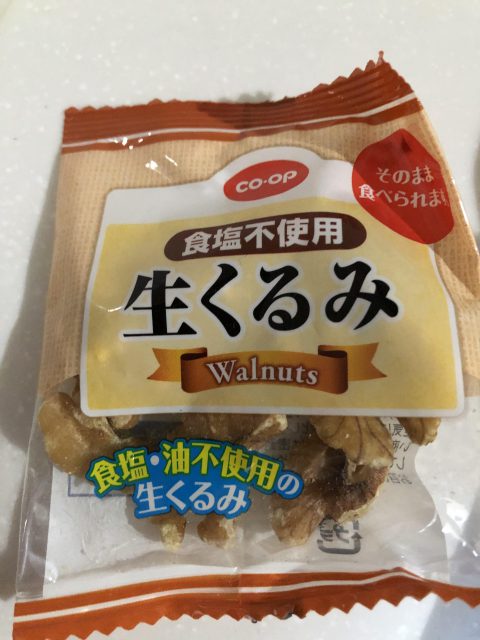 CO·OP
そのまま
食べられます
食塩不使用
生くるみ
Walnuts
食塩・油不使用の
生くるみ